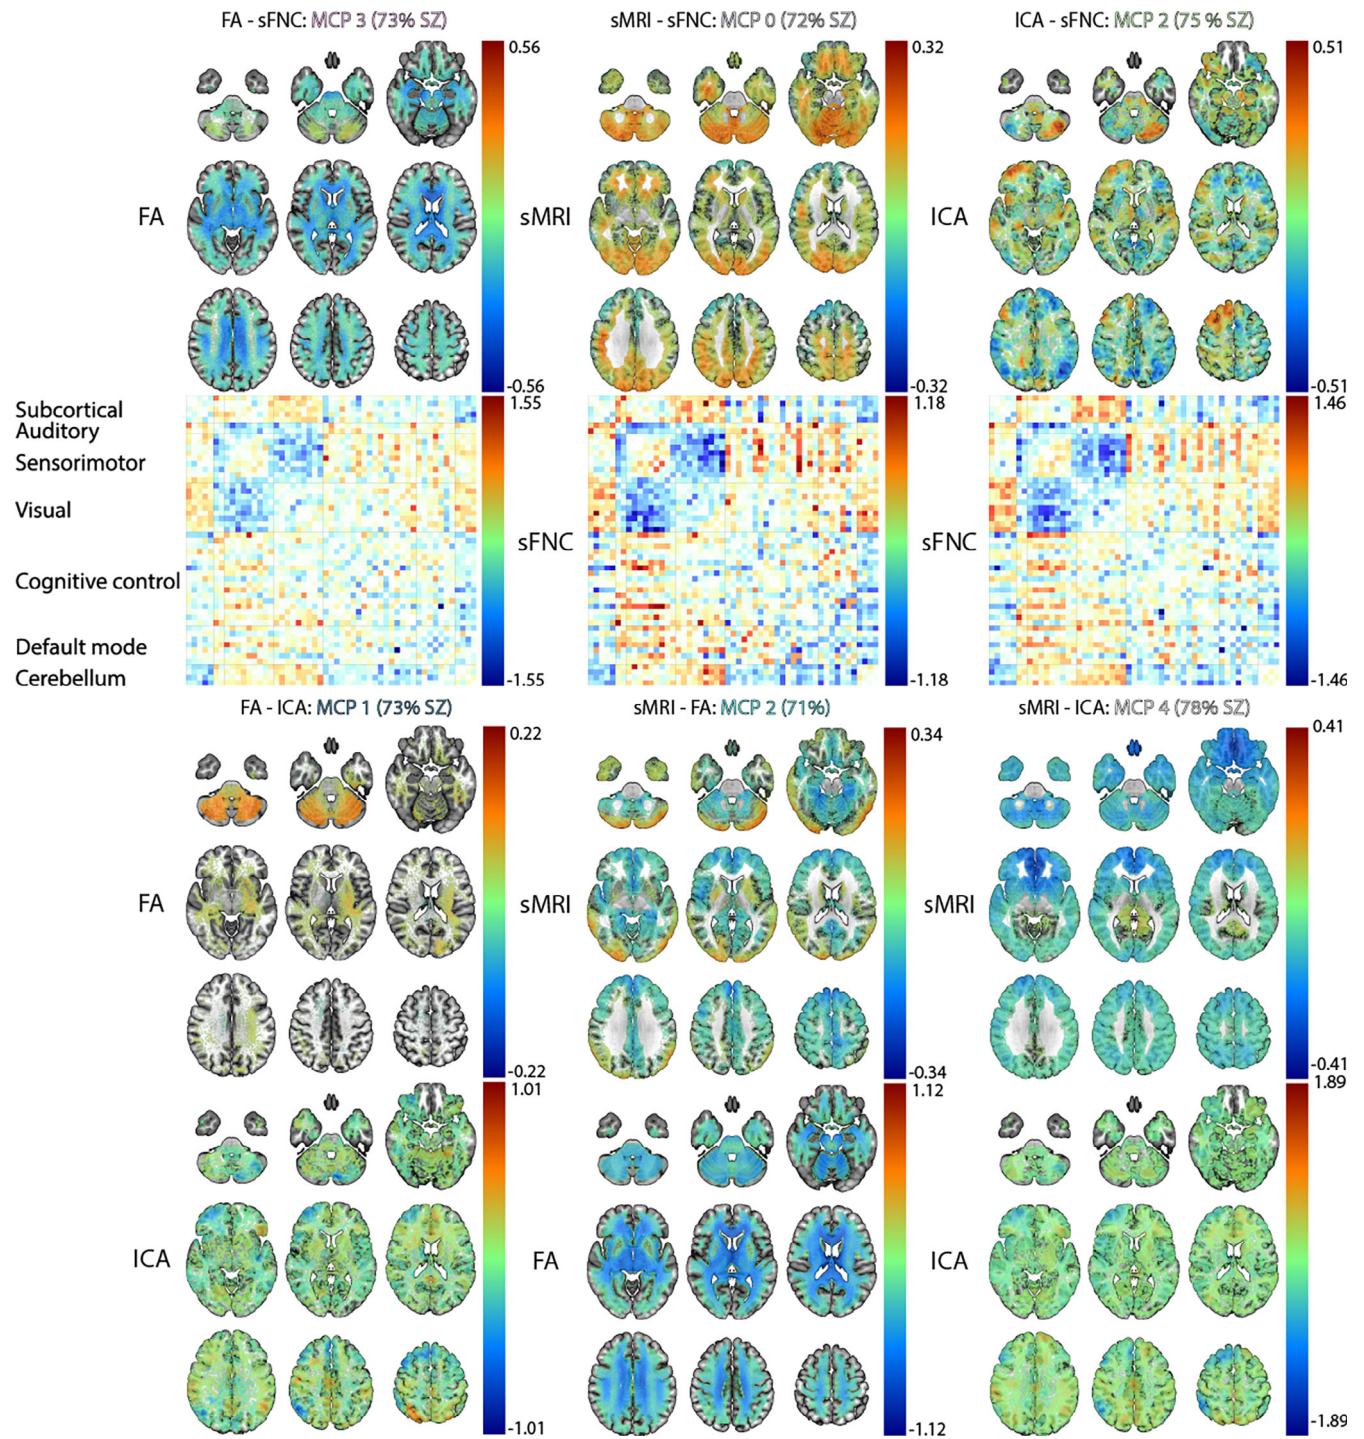 FA - sFNC: MCP 3 (73% SZ)
sMRI - sFNC: MCP 0 (72% SZ)
ICA - sFNC: MCP 2 (75 % SZ)
0.56
0.32
0.51
FA
sMRI
ICA
-0.56
-0.32
-0.51
1.55
1.18
1.46
Subcortical
Auditory
Sensorimotor
Visual
sFNC
sFNC
Cognitive control
Default mode
Cerebellum
-1.55
-1.18
-1.46
FA - ICA: MCP 1 (73% SZ)
sMRI - FA: MCP 2 (71%)
sMRI - ICA: MCP 4 (78% SZ)
0.22
0.34
0.41
FA
sMRI
sMRI
-0.22
-0.34
-0.41
1.01
1.12
1.89
ICA
FA
ICA
-1.01
-1.12
-1.89